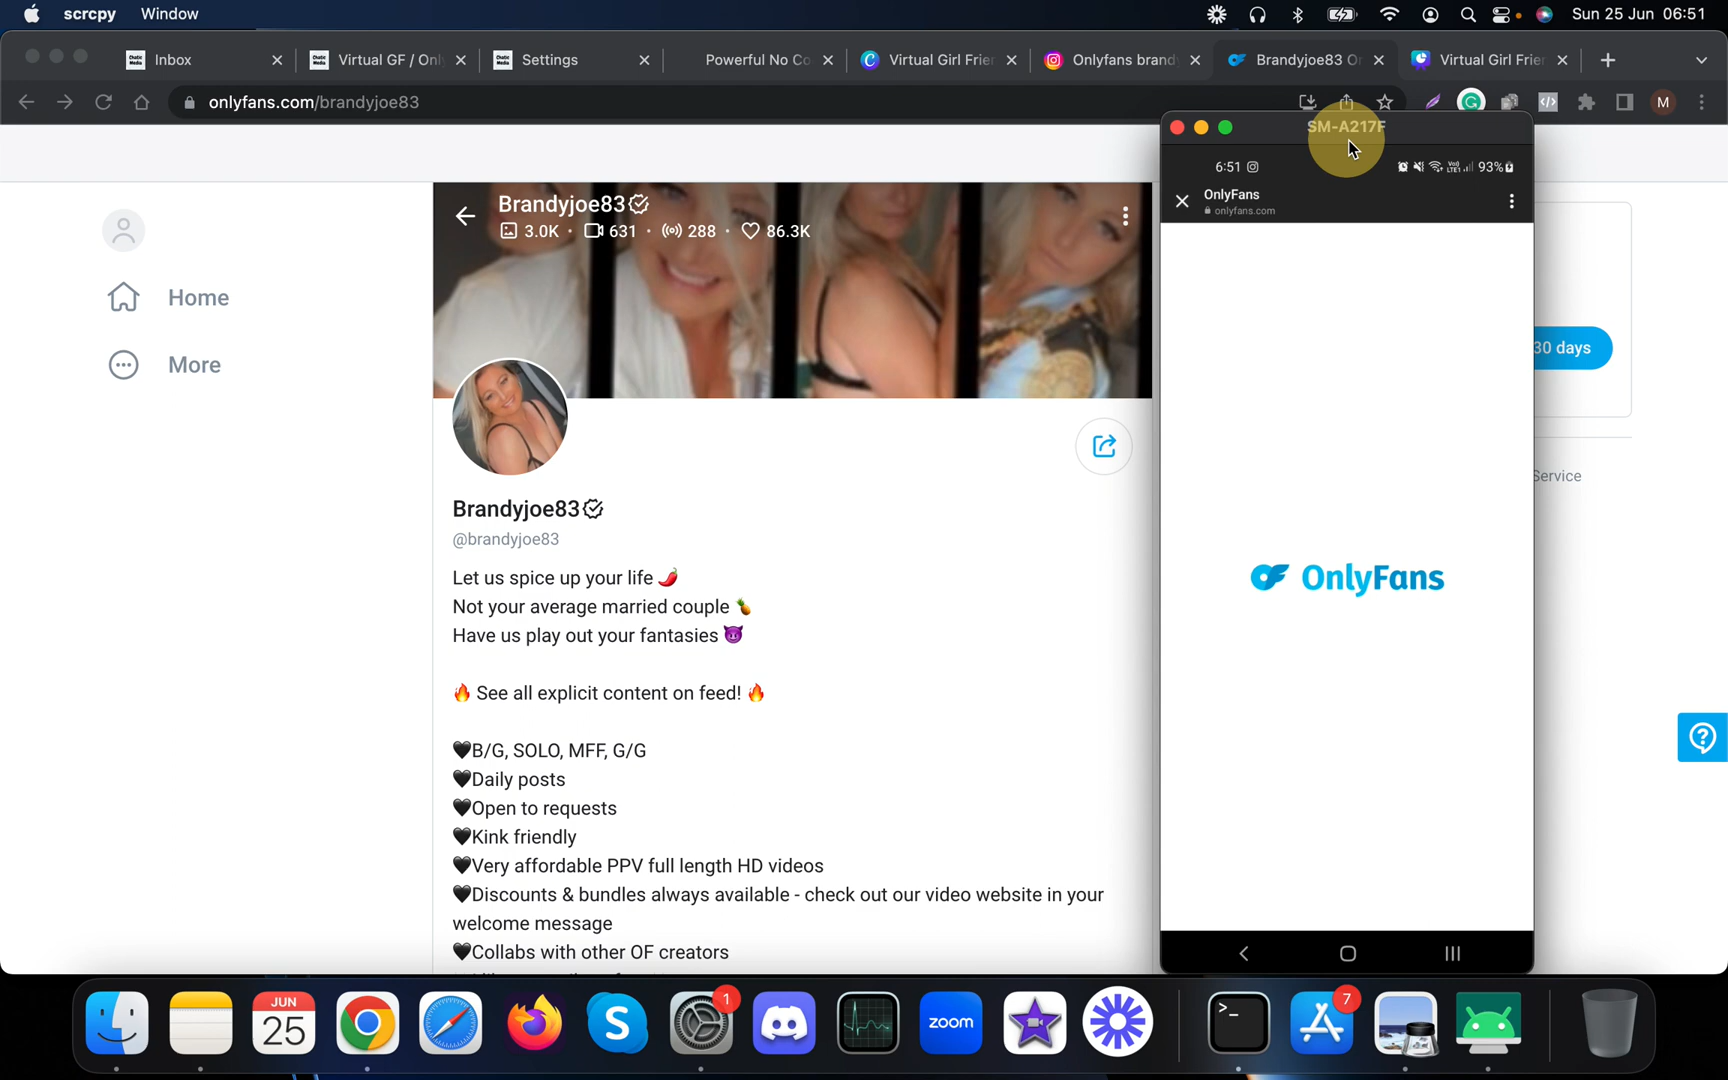 scrcpy Window Sun 25 Jun 06:51
Inbox Virtual GF / Onl Settings Powerful No Co Virtual Girl Frie Onlyfans brand Brandyjoe83 O Virtual Girl Frie
onlyfans.com/brandyjoe83 M
SM-A217F
6:51 93%
OnlyFans
onlyfans.com
Brandyjoe83
3.0K • 631 • 288 • 86.3K
Home
More
30 days
Service
Brandyjoe83
@brandyjoe83
Let us spice up your life 🌶️
Not your average married couple 🍍
Have us play out your fantasies 😈
🔥 See all explicit content on feed! 🔥
🖤B/G, SOLO, MFF, G/G
🖤Daily posts
🖤Open to requests
🖤Kink friendly
🖤Very affordable PPV full length HD videos
🖤Discounts & bundles always available - check out our video website in your
welcome message
🖤Collabs with other OF creators
OnlyFans
JUN
25
1
zoom
7